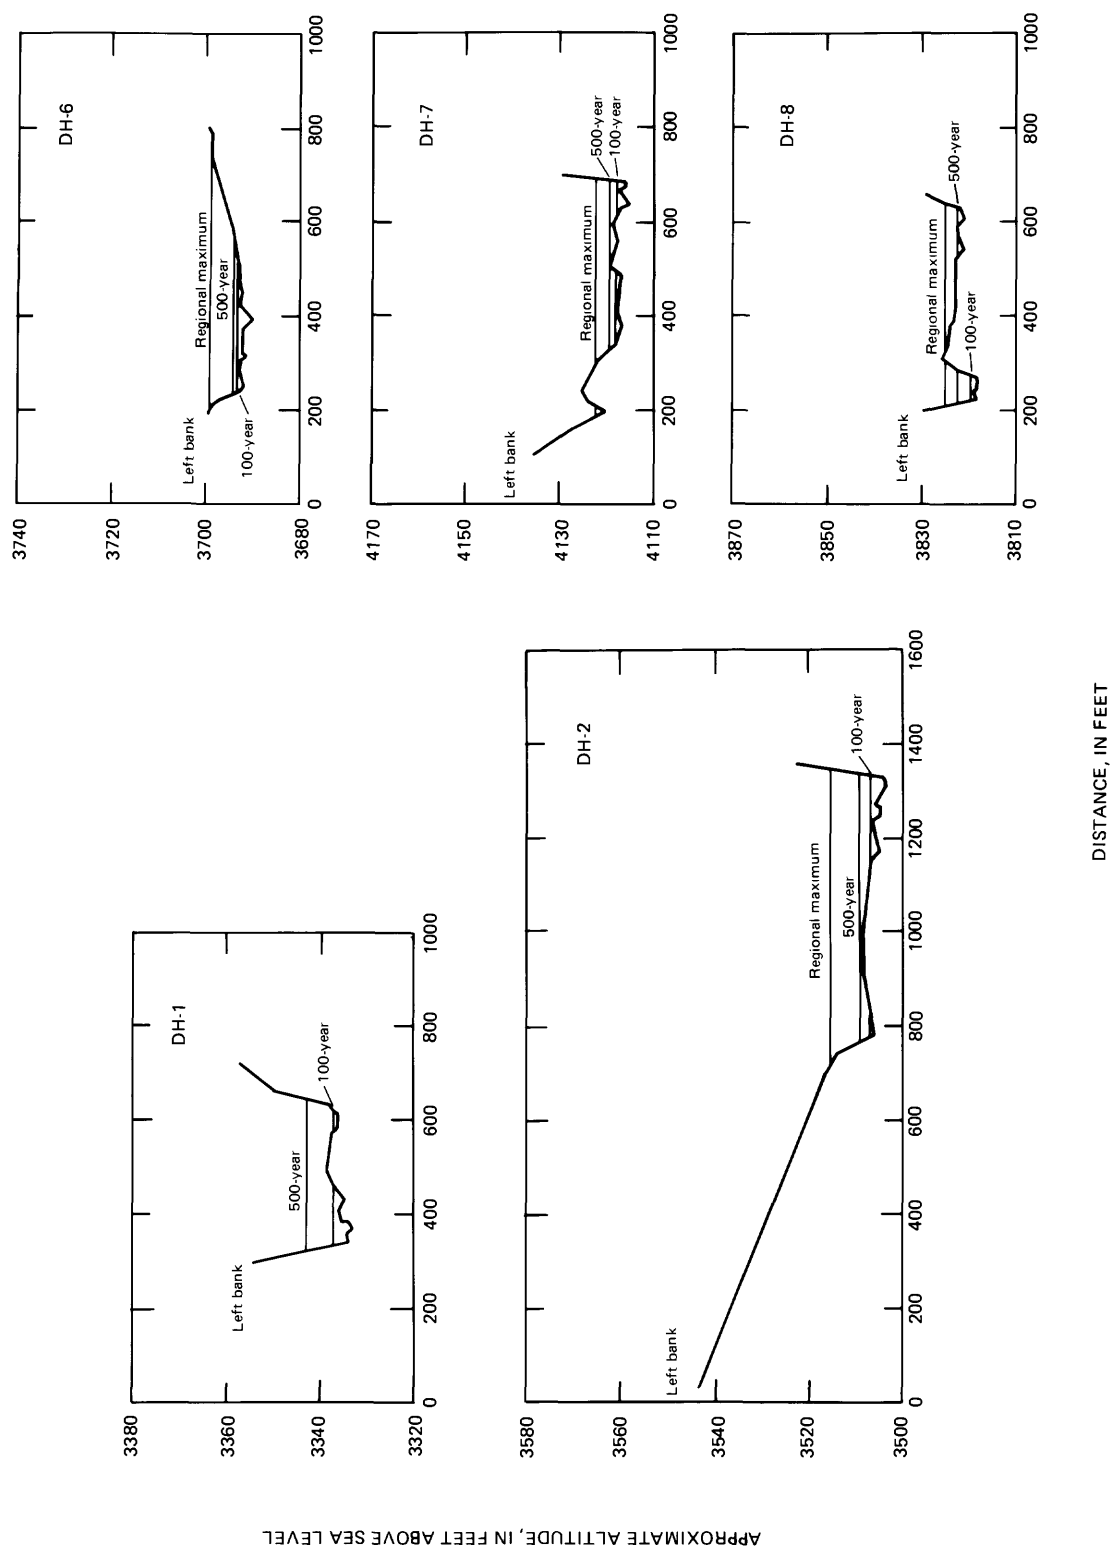 APPROXIMATE ALTITUDE, IN FEET ABOVE SEA LEVEL
3380
3360
3340
3320
0
200
400
600
800
1000
DH-1
Left bank
500-year
100-year
3580
3560
3540
3520
3500
0
200
400
600
800
1000
1200
1400
1600
DH-2
Left bank
Regional maximum
500-year
100-year
3740
3720
3700
3680
0
200
400
600
800
1000
DH-6
Left bank
Regional maximum
500-year
100-year
4170
4150
4130
4110
0
200
400
600
800
1000
DH-7
Left bank
Regional maximum
500-year
100-year
3870
3850
3830
3810
0
200
400
600
800
1000
DH-8
Left bank
Regional maximum
500-year
100-year
DISTANCE, IN FEET